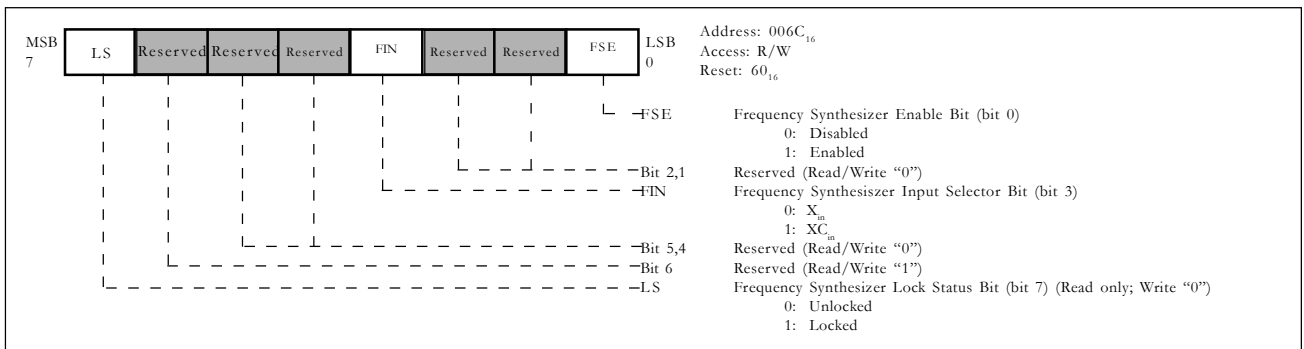 MSB
7
LS Reserved Reserved Reserved FIN Reserved Reserved FSE
LSB
0
Address: 006C₁₆
Access: R/W
Reset: 60₁₆
FSE Frequency Synthesizer Enable Bit (bit 0)
0: Disabled
1: Enabled
Bit 2,1 Reserved (Read/Write “0”)
FIN Frequency Synthesiszer Input Selector Bit (bit 3)
0: Xin
1: XCin
Bit 5,4 Reserved (Read/Write “0”)
Bit 6 Reserved (Read/Write “1”)
LS Frequency Synthesizer Lock Status Bit (bit 7) (Read only; Write “0”)
0: Unlocked
1: Locked